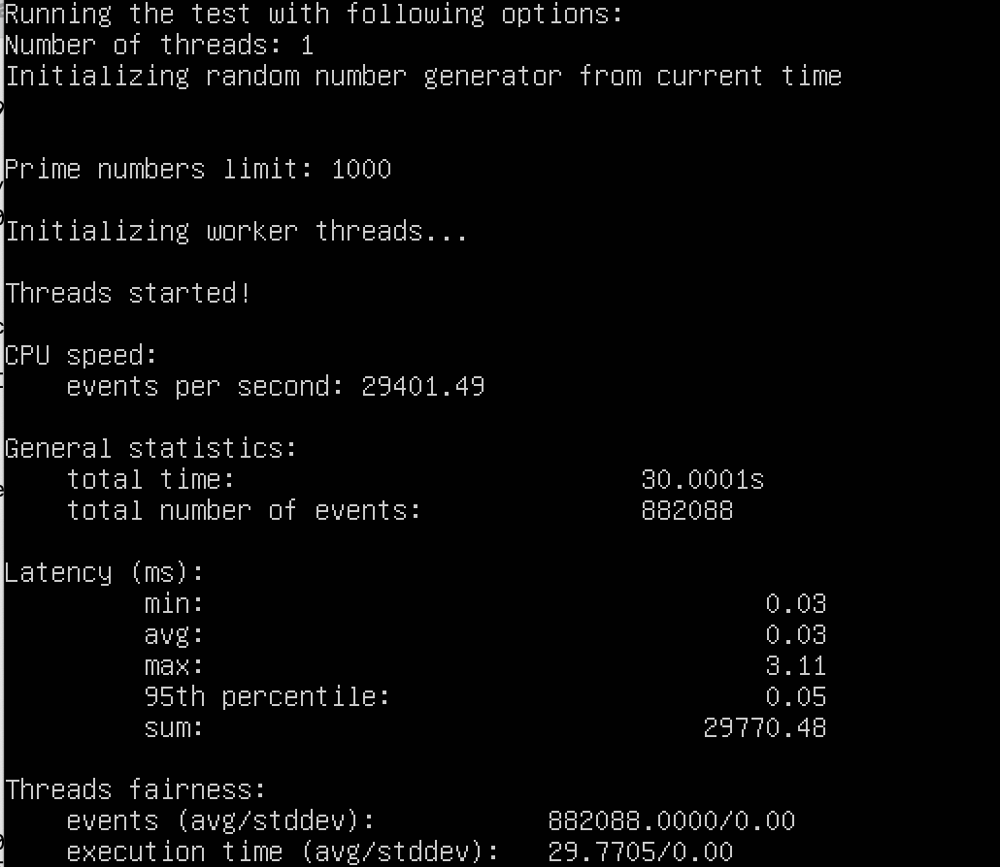 Running the test with following options:
Number of threads: 1
Initializing random number generator from current time
Prime numbers limit: 1000
Initializing worker threads...
Threads started!
CPU speed:
events per second: 29401.49
General statistics:
total time: 30.0001s
total number of events: 882088
Latency (ms):
min: 0.03
avg: 0.03
max: 3.11
95th percentile: 0.05
sum: 29770.48
Threads fairness:
events (avg/stddev): 882088.0000/0.00
execution time (avg/stddev): 29.7705/0.00